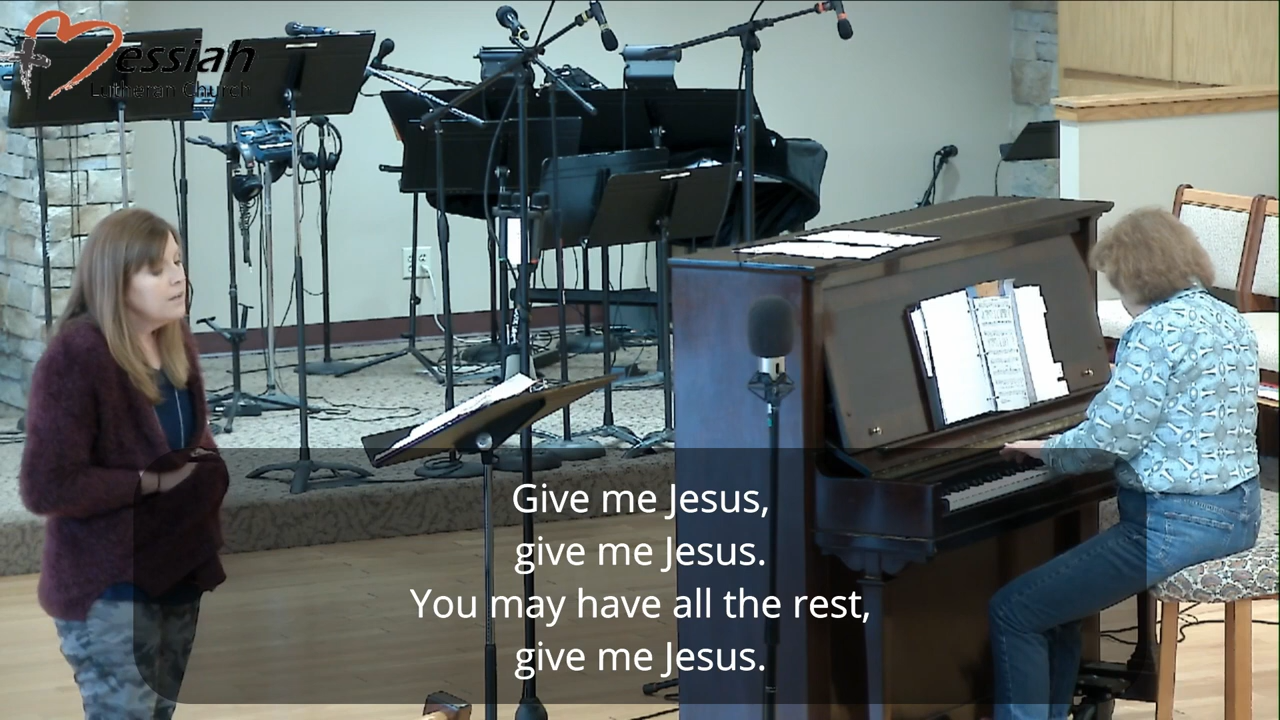 Messiah
Lutheran Church
Give me Jesus,
give me Jesus.
You may have all the rest,
give me Jesus.